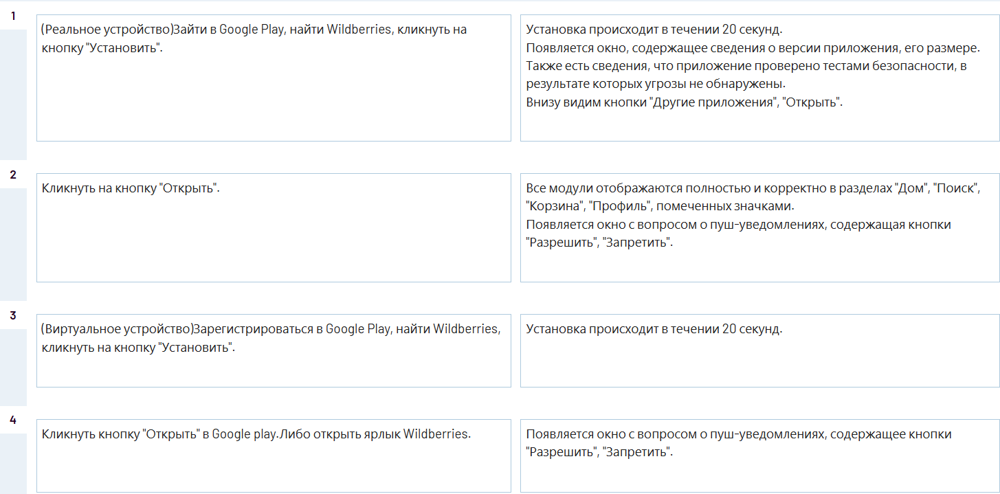 1
(Реальное устройство)Зайти в Google Play, найти Wildberries, кликнуть на
кнопку "Установить".
Установка происходит в течении 20 секунд.
Появляется окно, содержащее сведения о версии приложения, его размере.
Также есть сведения, что приложение проверено тестами безопасности, в
результате которых угрозы не обнаружены.
Внизу видим кнопки "Другие приложения", "Открыть".
2
Кликнуть на кнопку "Открыть".
Все модули отображаются полностью и корректно в разделах "Дом", "Поиск",
"Корзина", "Профиль", помеченных значками.
Появляется окно с вопросом о пуш-уведомлениях, содержащая кнопки
"Разрешить", "Запретить".
3
(Виртуальное устройство)Зарегистрироваться в Google Play, найти Wildberries,
кликнуть на кнопку "Установить".
Установка происходит в течении 20 секунд.
4
Кликнуть кнопку "Открыть" в Google play.Либо открыть ярлык Wildberries.
Появляется окно с вопросом о пуш-уведомлениях, содержащее кнопки
"Разрешить", "Запретить".